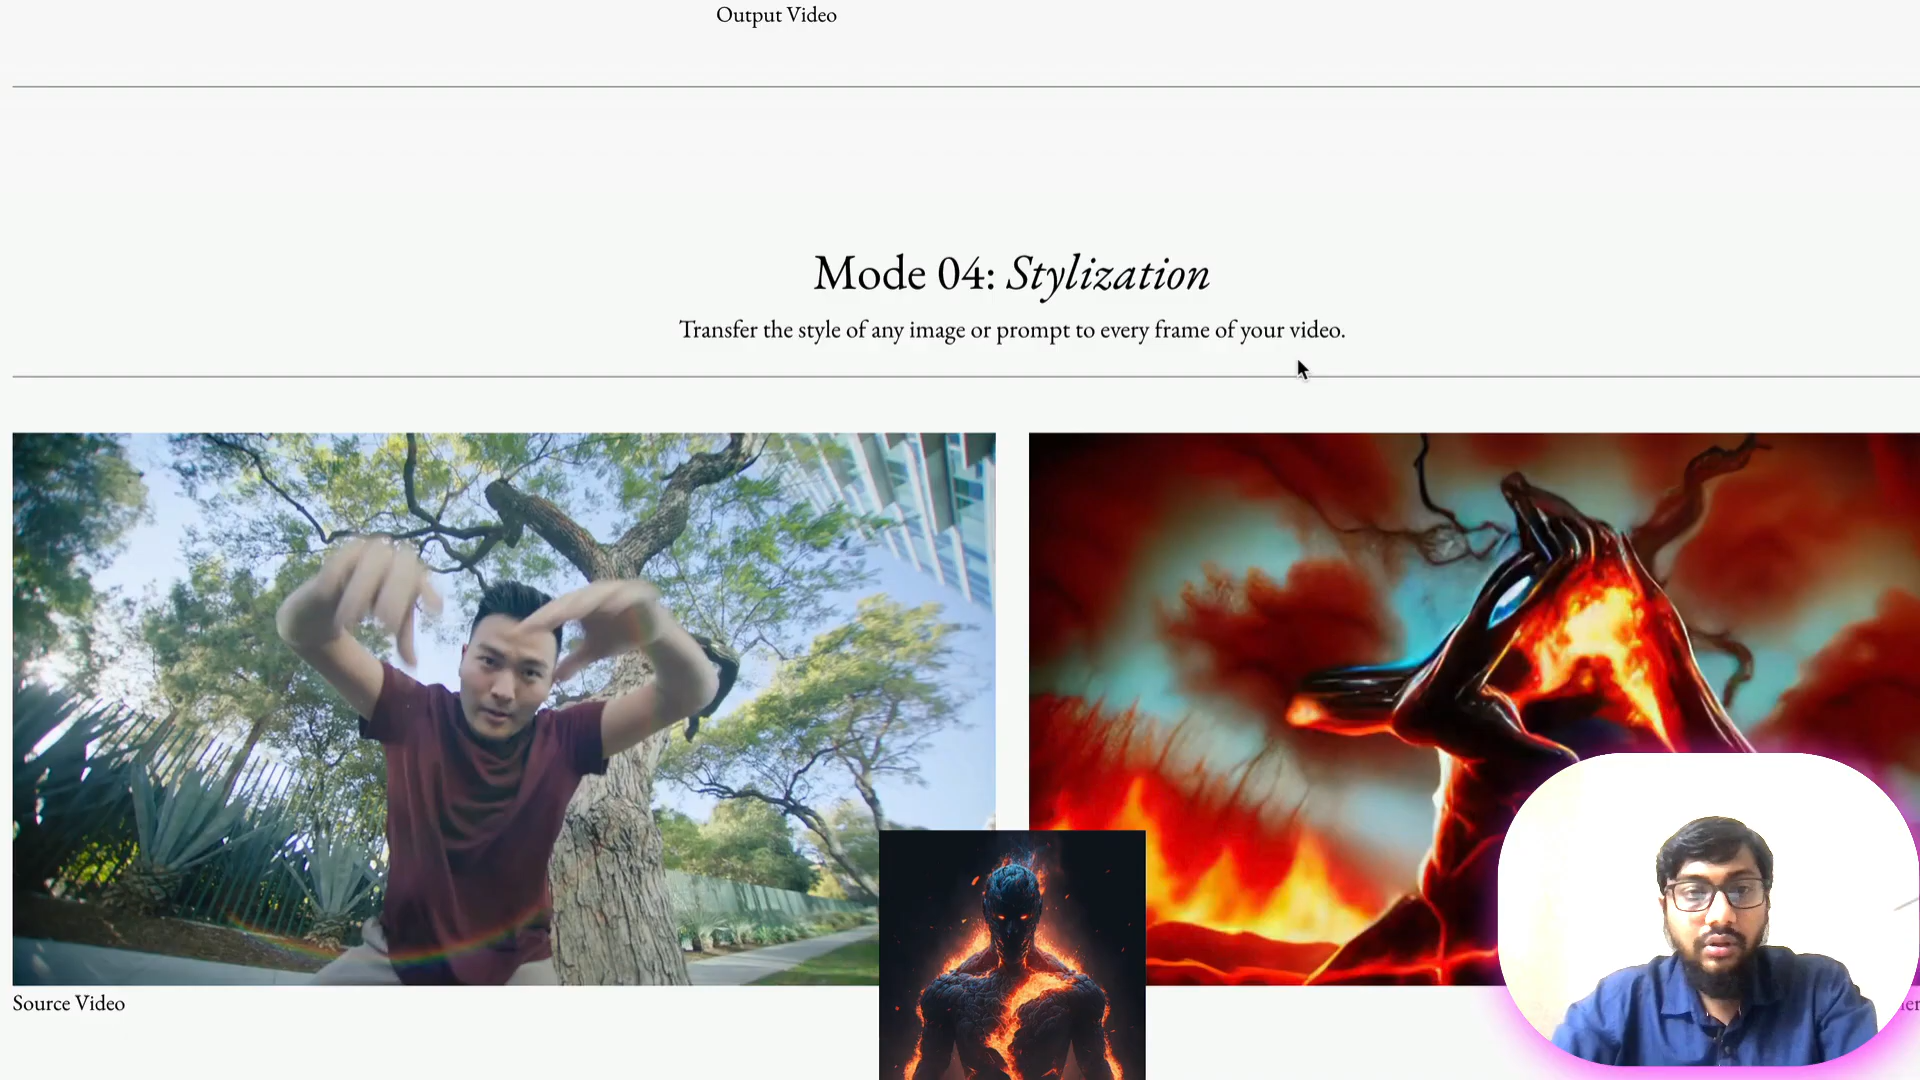 Output Video
Mode 04: Stylization
Transfer the style of any image or prompt to every frame of your video.
Source Video